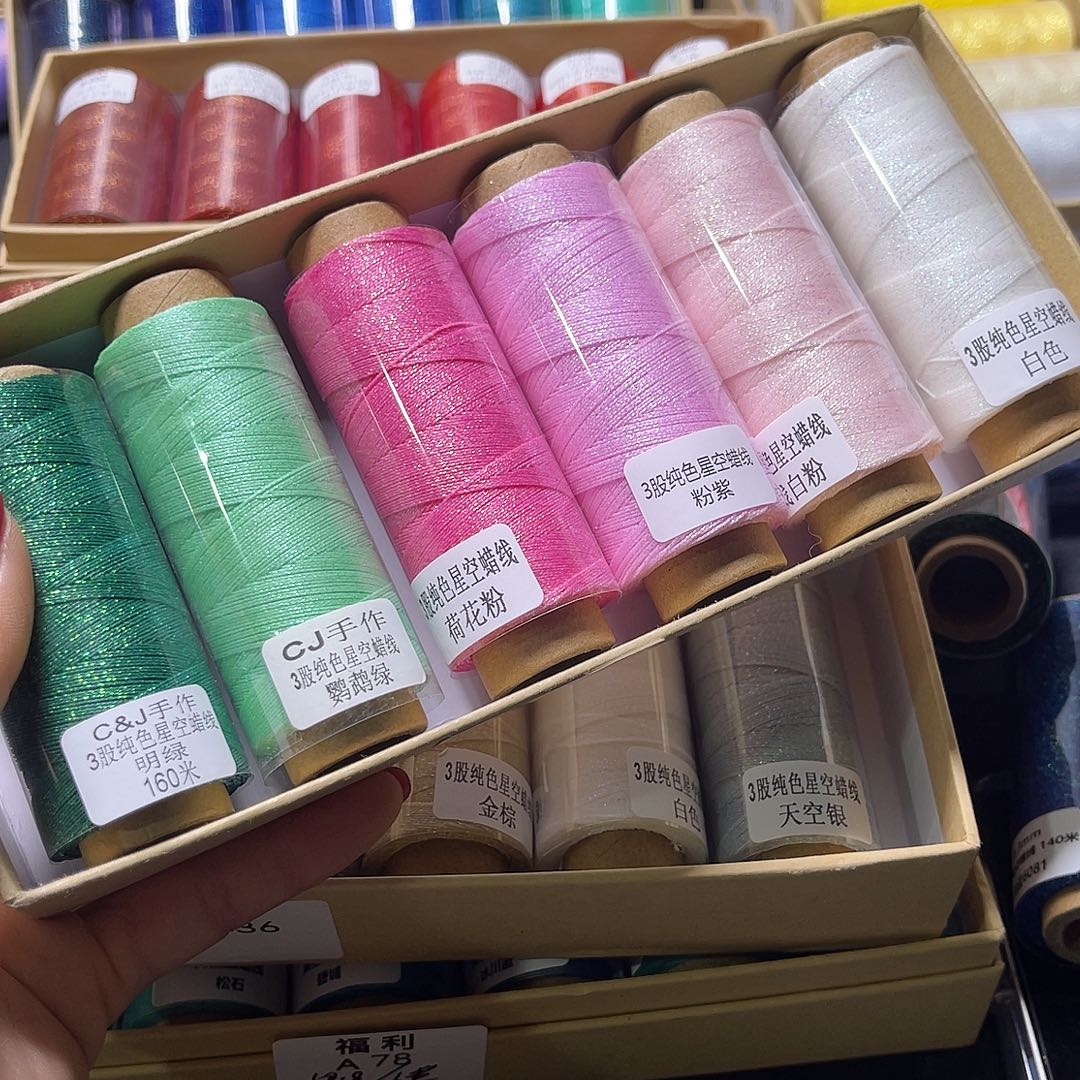 C&J手作
3股纯色星空蜡线
明绿
160米
CJ手作
3股纯色星空蜡线
鹦鹉绿
股纯色星空蜡线
荷花粉
3股纯色星空蜡线
粉紫
色星空蜡线
白粉
3股纯色星空蜡线
白色
3股纯色星空蜡
金棕
3股纯色星
白色
3股纯色星空蜡线
天空银
140米
6081
36
松石
福利
A 78